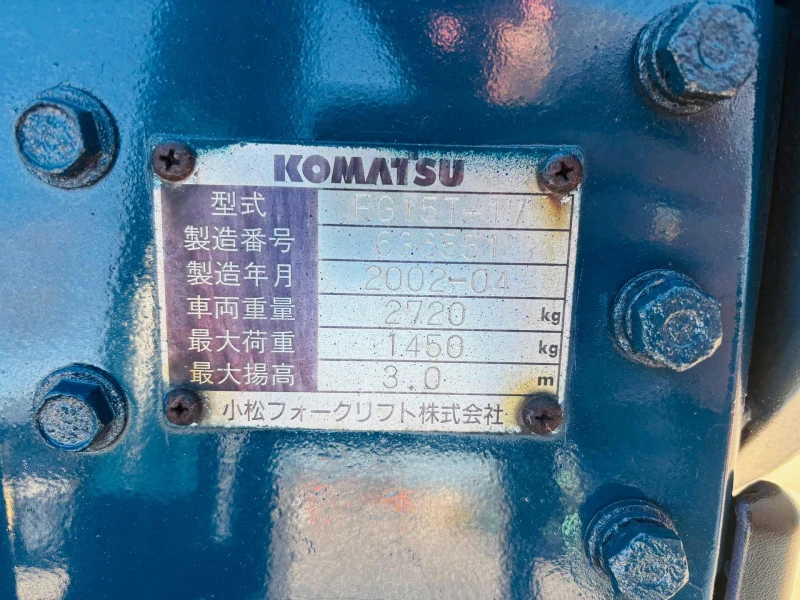 KOMATSU
型式 FG15T-17
製造番号
製造年月 2002-04
車両重量 2720 kg
最大荷重 1450 kg
最大揚高 3.0 m
小松フォークリフト株式会社